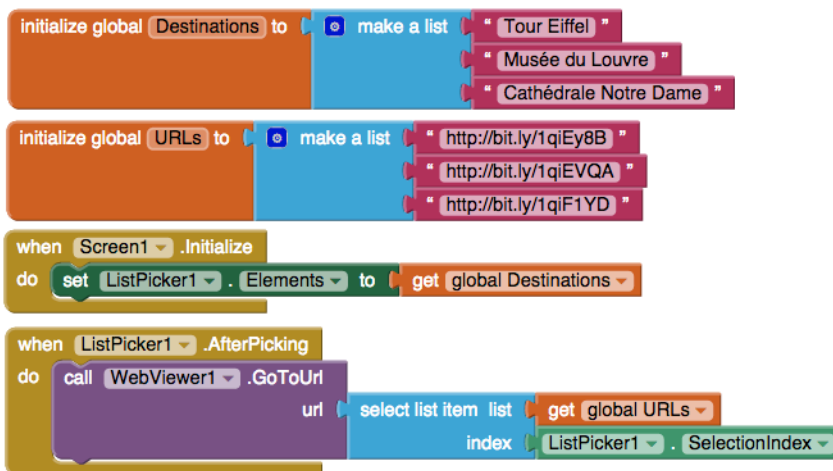 initialize global Destinations to make a list " Tour Eiffel "
" Musée du Louvre "
" Cathédrale Notre Dame "
initialize global URLs to make a list " http://bit.ly/1qiEy8B "
" http://bit.ly/1qiEVQA "
" http://bit.ly/1qiF1YD "
when Screen1 .Initialize
do set ListPicker1 . Elements to get global Destinations
when ListPicker1 .AfterPicking
do call WebViewer1 .GoToUrl
url select list item list get global URLs
index ListPicker1 . SelectionIndex